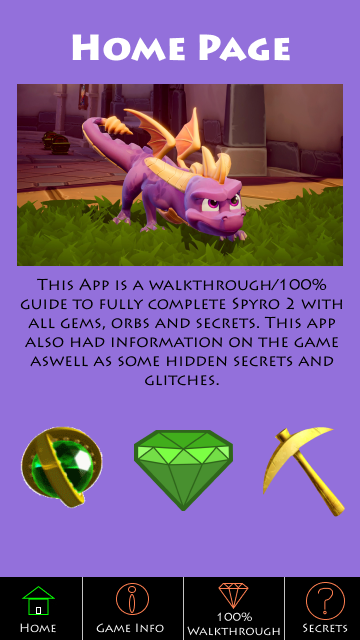 Home Page
This App is a walkthrough/100%
guide to fully complete Spyro 2 with
all gems, orbs and secrets. This app
also had information on the game
aswell as some hidden secrets and
glitches.
Home
Game Info
100%
Walkthrough
?
Secrets